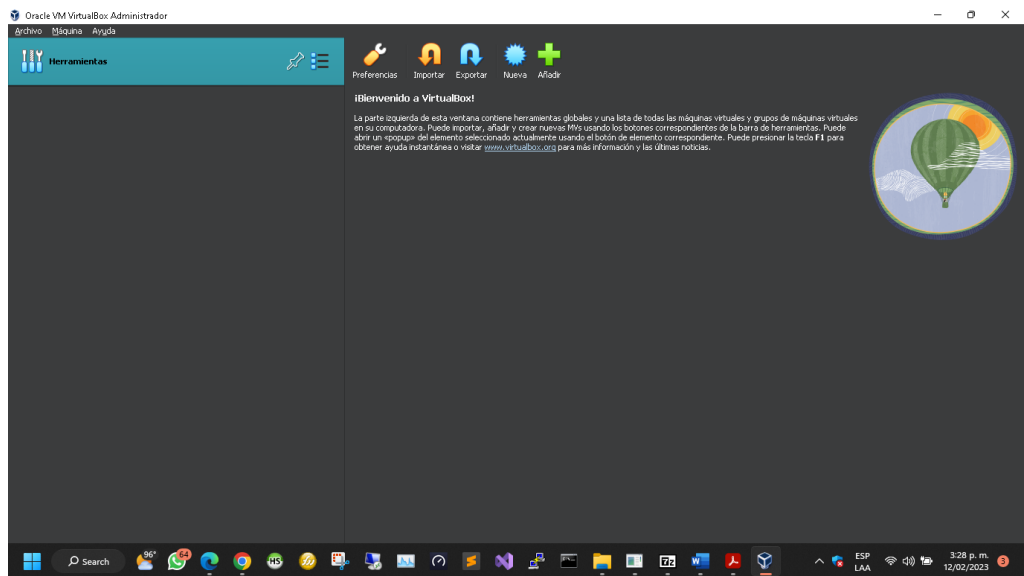 Oracle VM VirtualBox Administrador
Archivo Máquina Ayuda
Herramientas
Preferencias Importar Exportar Nueva Añadir
¡Bienvenido a VirtualBox!
La parte izquierda de esta ventana contiene herramientas globales y una lista de todas las máquinas virtuales y grupos de máquinas virtuales
en su computadora. Puede importar, añadir y crear nuevas MVs usando los botones correspondientes de la barra de herramientas. Puede
abrir un «popup» del elemento seleccionado actualmente usando el botón de elemento correspondiente. Puede presionar la tecla F1 para
obtener ayuda instantánea o visitar www.virtualbox.org para más información y las últimas noticias.
Search 96° 64 HS 7z ESP 3:28 p. m.
LAA 12/02/2023 3